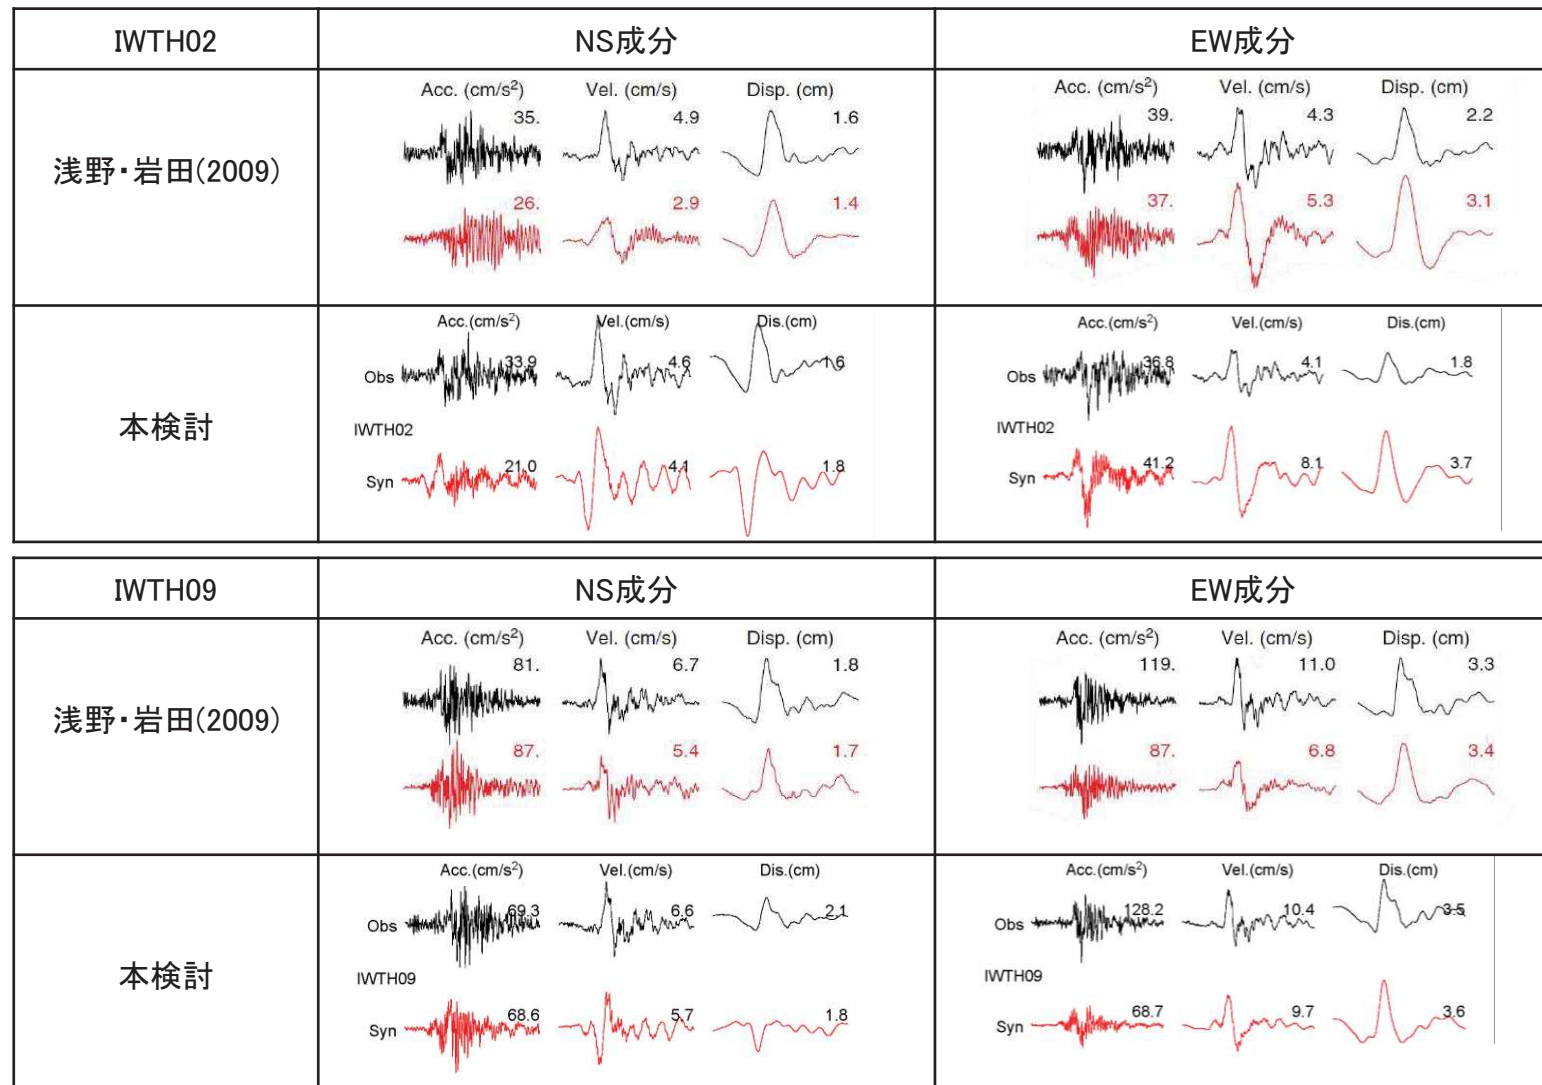 IWTH02 NS成分 EW成分
浅野・岩田(2009)
Acc. (cm/s²) Vel. (cm/s) Disp. (cm)
35. 4.9 1.6
26. 2.9 1.4
Acc. (cm/s²) Vel. (cm/s) Disp. (cm)
39. 4.3 2.2
37. 5.3 3.1
本検討
Acc.(cm/s²) Vel.(cm/s) Dis.(cm)
Obs 33.9 4.6 1.6
IWTH02
Syn 21.0 4.1 1.8
Acc.(cm/s²) Vel.(cm/s) Dis.(cm)
Obs 36.8 4.1 1.8
IWTH02
Syn 41.2 8.1 3.7
IWTH09 NS成分 EW成分
浅野・岩田(2009)
Acc. (cm/s²) Vel. (cm/s) Disp. (cm)
81. 6.7 1.8
87. 5.4 1.7
Acc. (cm/s²) Vel. (cm/s) Disp. (cm)
119. 11.0 3.3
87. 6.8 3.4
本検討
Acc.(cm/s²) Vel.(cm/s) Dis.(cm)
Obs 69.3 6.6 2.1
IWTH09
Syn 68.6 5.7 1.8
Acc.(cm/s²) Vel.(cm/s) Dis.(cm)
Obs 128.2 10.4 3.5
IWTH09
Syn 68.7 9.7 3.6